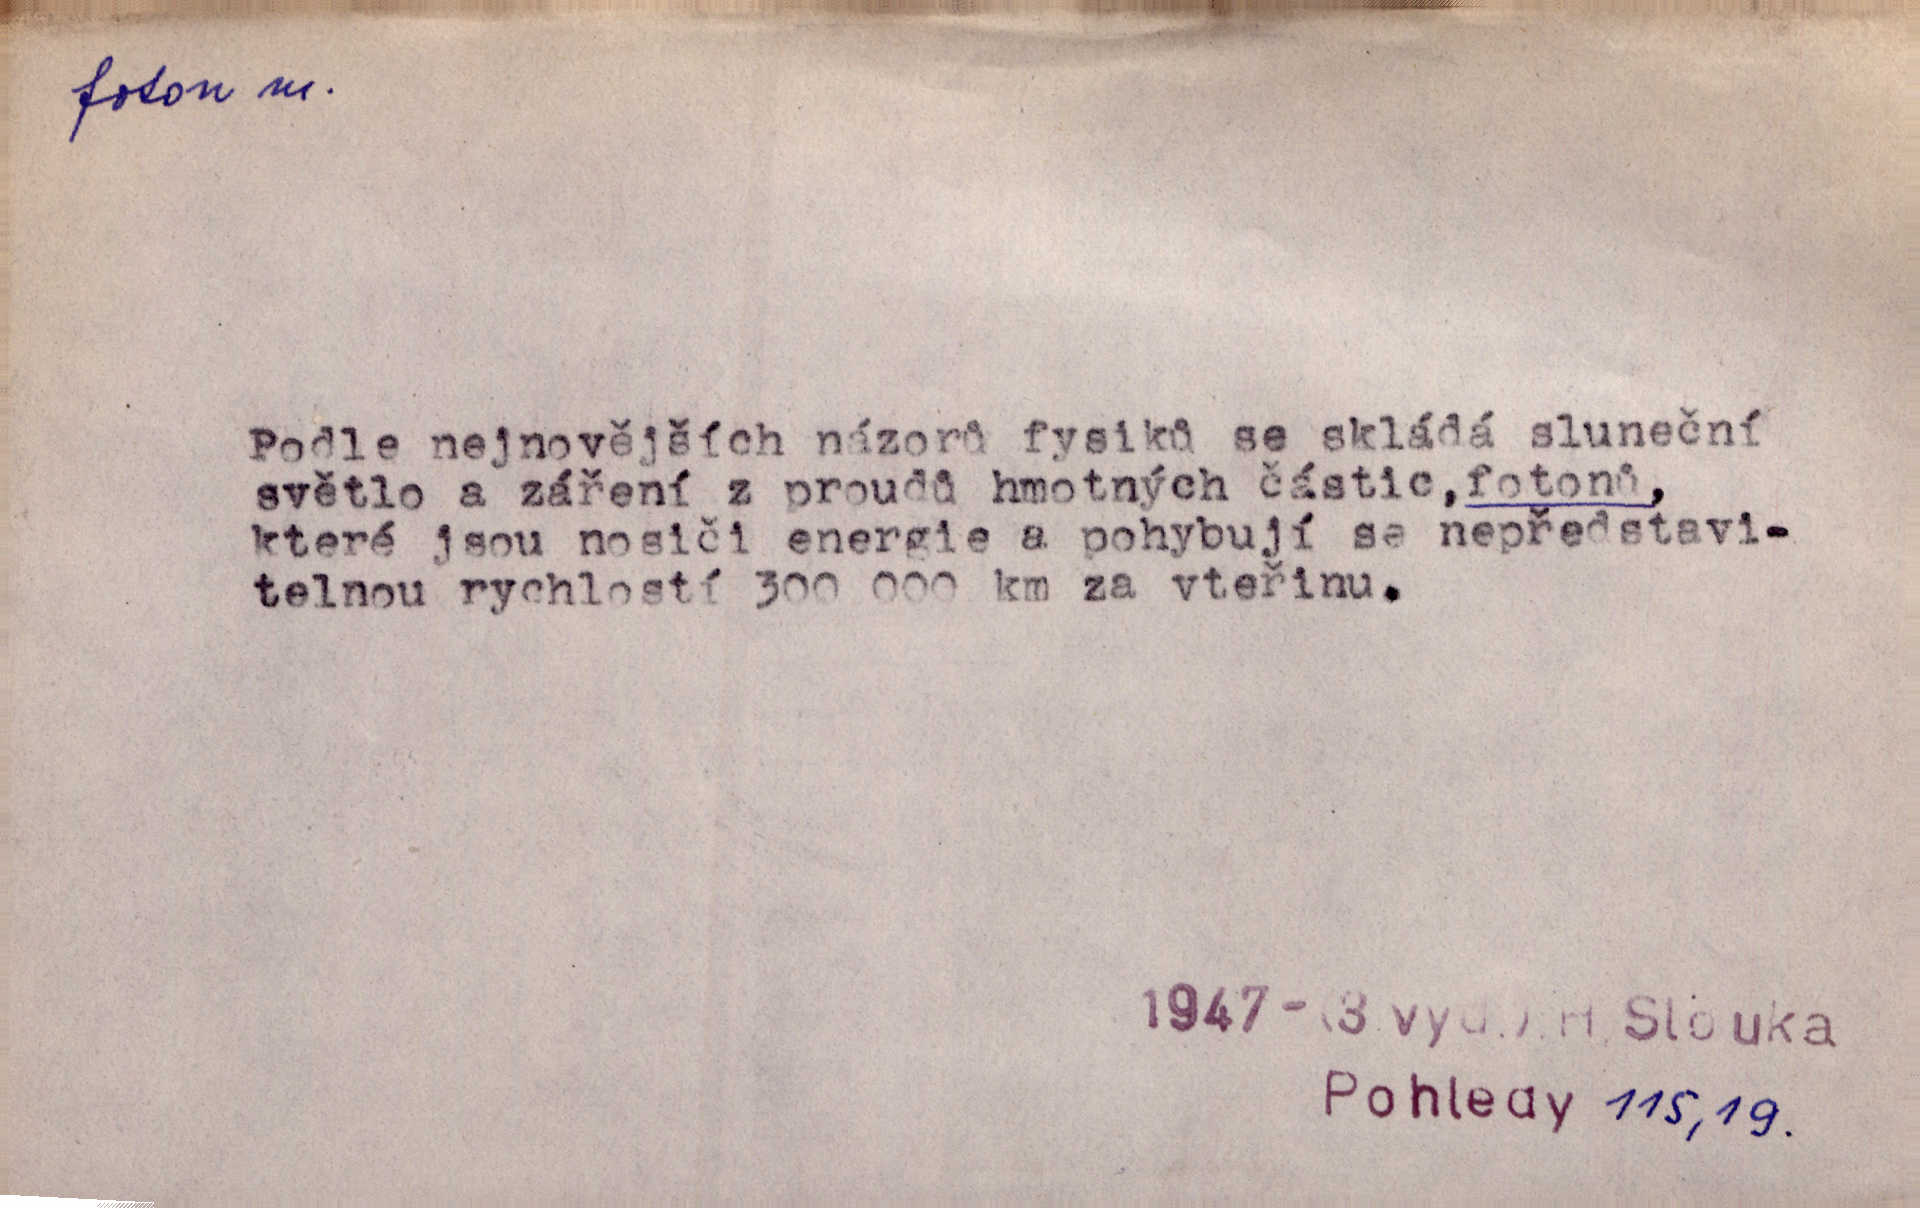 foton m.
Podle nejnovějších názorů fysiků se skládá sluneční
světlo a záření z proudů hmotných částic,fotonů,
které jsou nosiči energie a pohybují se nepředstavi-
telnou rychlostí 300 000 km za vteřinu.
1947-(3.vyd.).H.Slouka
Pohledy 115,19.